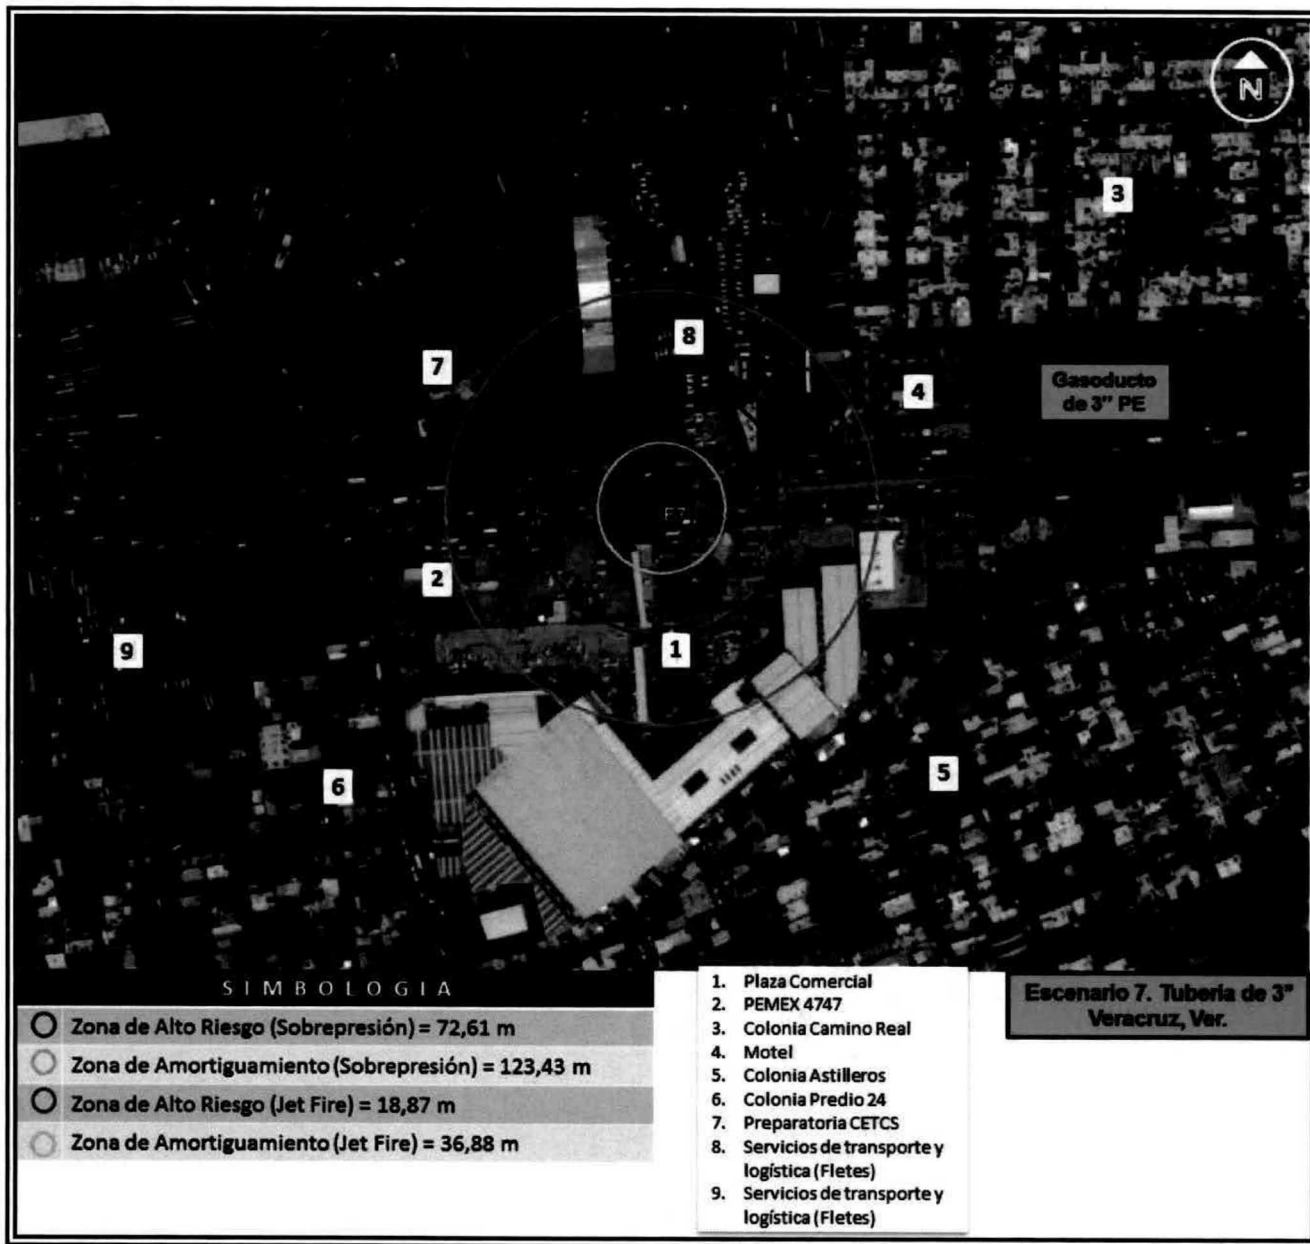 N
3
8
7
4
Gasoducto
de 3" PE
2
9
1
6
5
SIMBOLOGIA
Zona de Alto Riesgo (Sobrepresión) = 72,61 m
Zona de Amortiguamiento (Sobrepresión) = 123,43 m
Zona de Alto Riesgo (Jet Fire) = 18,87 m
Zona de Amortiguamiento (Jet Fire) = 36,88 m
1. Plaza Comercial
2. PEMEX 4747
3. Colonia Camino Real
4. Motel
5. Colonia Astilleros
6. Colonia Predio 24
7. Preparatoria CETCS
8. Servicios de transporte y
logística (Fletes)
9. Servicios de transporte y
logística (Fletes)
Escenario 7. Tuberia de 3"
Veracruz, Ver.